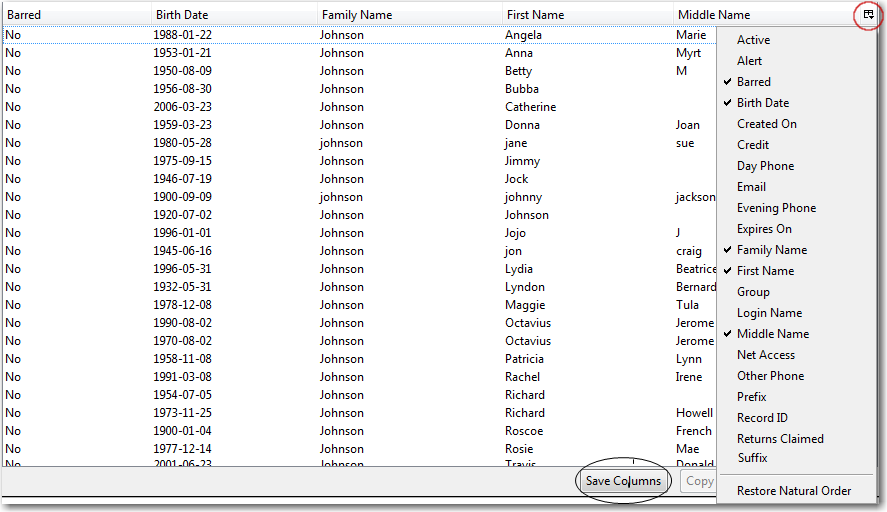 Barred Birth Date Family Name First Name Middle Name
No 1988-01-22 Johnson Angela Marie
No 1953-01-21 Johnson Anna Myrt
No 1950-08-09 Johnson Betty M
No 1956-08-30 Johnson Bubba
No 2006-03-23 Johnson Catherine
No 1959-03-23 Johnson Donna Joan
No 1980-05-28 johnson jane sue
No 1975-09-15 Johnson Jimmy
No 1946-07-19 Johnson Jock
No 1900-09-09 johnson johnny jackson
No 1920-07-02 Johnson Johnson
No 1996-01-01 Johnson Jojo J
No 1945-06-16 Johnson jon craig
No 1996-05-31 Johnson Lydia Beatrice
No 1932-05-31 Johnson Lyndon Bernard
No 1978-12-08 Johnson Maggie Tula
No 1990-08-02 Johnson Octavius Jerome
No 1970-08-02 Johnson Octavius Jerome
No 1958-11-08 Johnson Patricia Lynn
No 1991-03-08 Johnson Rachel Irene
No 1954-07-05 Johnson Richard
No 1973-11-25 Johnson Richard Howell
No 1900-01-04 Johnson Roscoe French
No 1977-12-14 Johnson Rosie Mae
No 2001-06-23 Johnson Travis Donald
Save Columns Copy
Active
Alert
Barred
Birth Date
Created On
Credit
Day Phone
Email
Evening Phone
Expires On
Family Name
First Name
Group
Login Name
Middle Name
Net Access
Other Phone
Prefix
Record ID
Returns Claimed
Suffix
Restore Natural Order